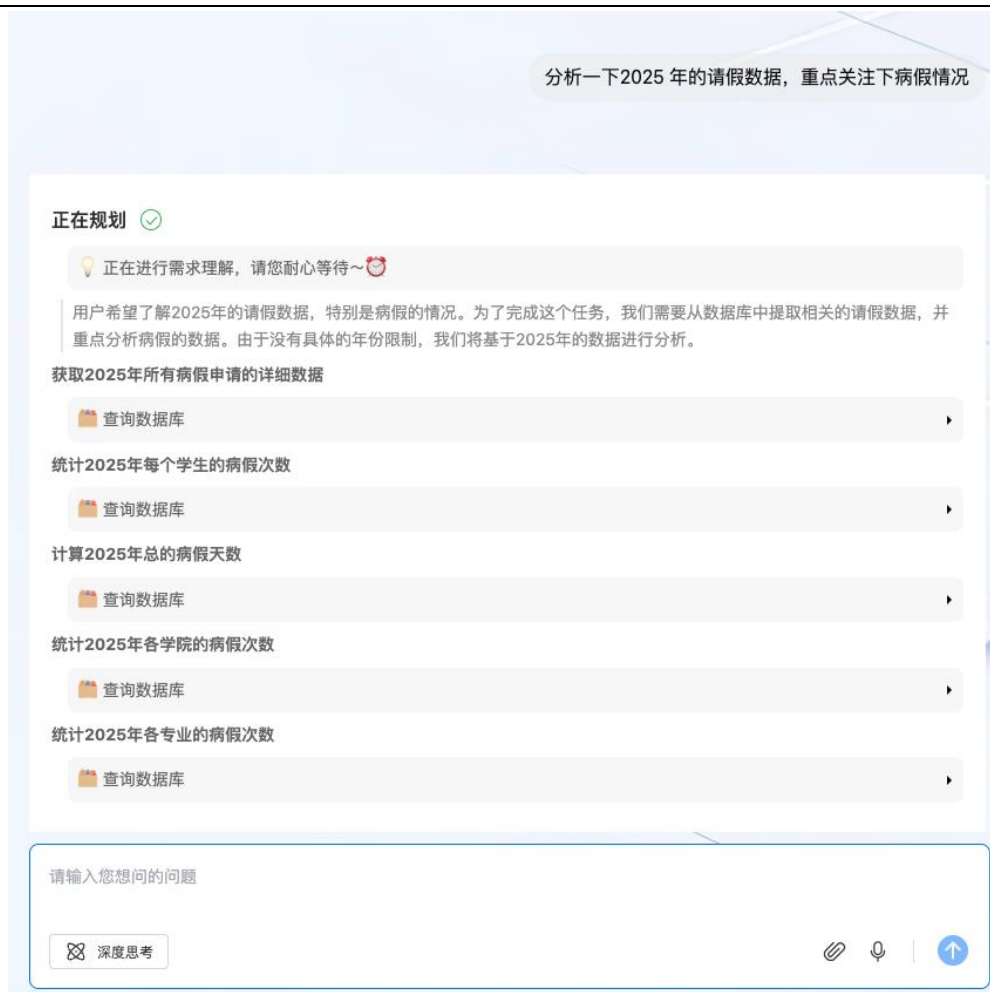 分析一下2025 年的请假数据，重点关注下病假情况
正在规划
正在进行需求理解，请您耐心等待～
用户希望了解2025年的请假数据，特别是病假的情况。为了完成这个任务，我们需要从数据库中提取相关的请假数据，并
重点分析病假的数据。由于没有具体的年份限制，我们将基于2025年的数据进行分析。
获取2025年所有病假申请的详细数据
查询数据库
统计2025年每个学生的病假次数
查询数据库
计算2025年总的病假天数
查询数据库
统计2025年各学院的病假次数
查询数据库
统计2025年各专业的病假次数
查询数据库
请输入您想问的问题
深度思考